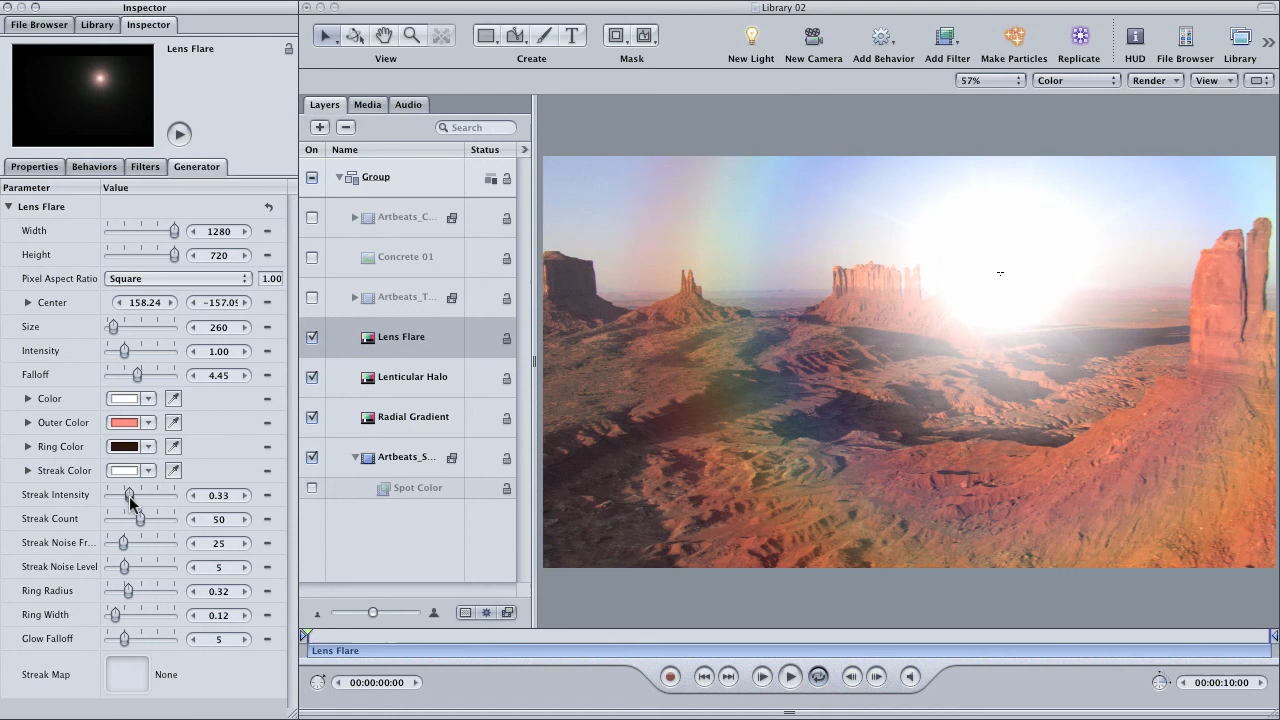 Inspector
Library 02
File Browser Library Inspector
Lens Flare
View
Create
Mask
New Light New Camera Add Behavior Add Filter Make Particles Replicate HUD File Browser Library
57% Color Render View
Layers Media Audio
Search
On Name Status
Group
Artbeats_C...
Concrete 01
Artbeats_T...
Lens Flare
Lenticular Halo
Radial Gradient
Artbeats_S...
Spot Color
Properties Behaviors Filters Generator
Parameter Value
Lens Flare
Width 1280
Height 720
Pixel Aspect Ratio Square 1.00
Center 158.24
Size 260
Intensity 1.00
Falloff 4.45
Color
Outer Color
Ring Color
Streak Color
Streak Intensity 0.33
Streak Count 50
Streak Noise Fr... 25
Streak Noise Level 5
Ring Radius 0.32
Ring Width 0.12
Glow Falloff 5
Streak Map None
Lens Flare
00:00:00:00
00:00:10:00